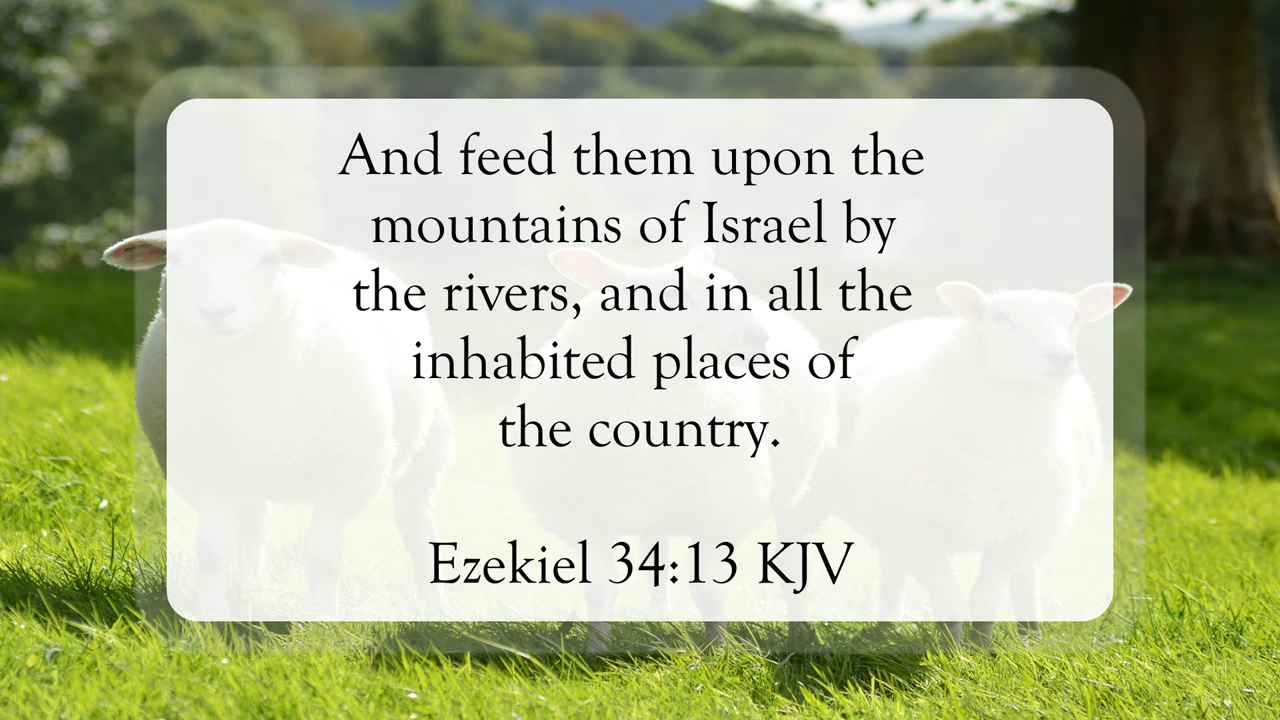 And feed them upon the
mountains of Israel by
the rivers, and in all the
inhabited places of
the country.
Ezekiel 34:13 KJV